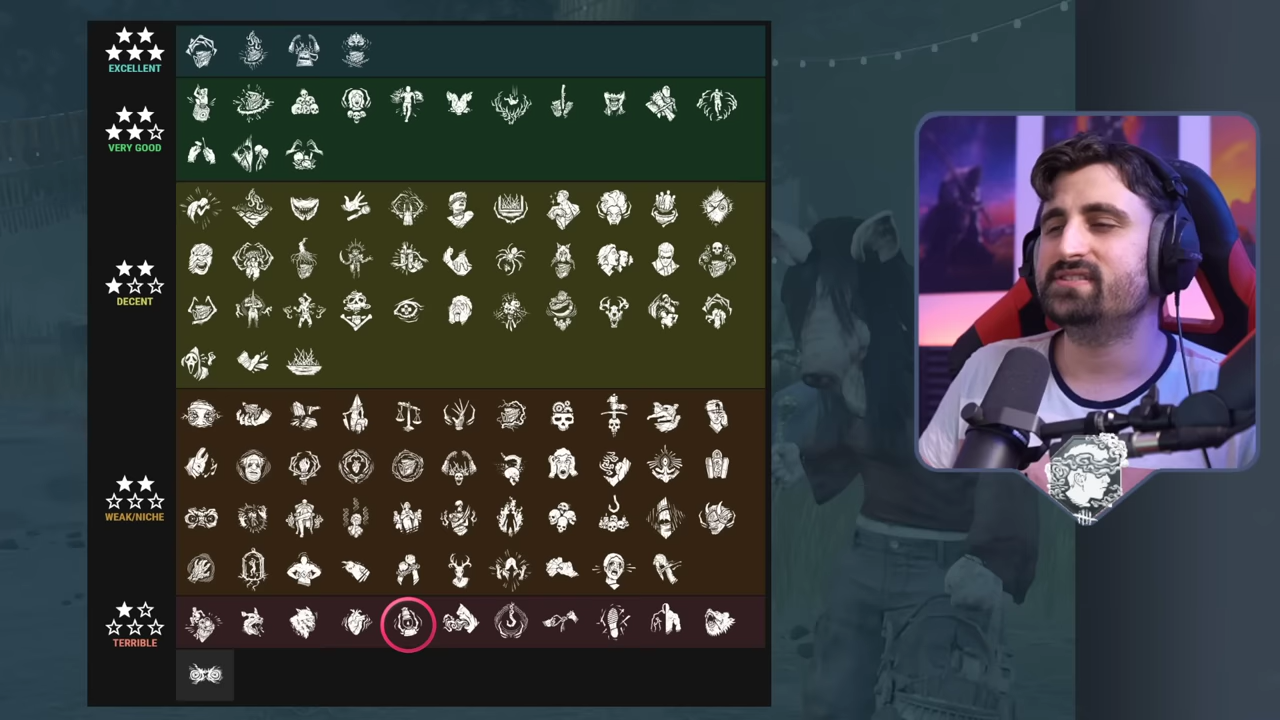 EXCELLENT
VERY GOOD
DECENT
WEAK/NICHE
TERRIBLE